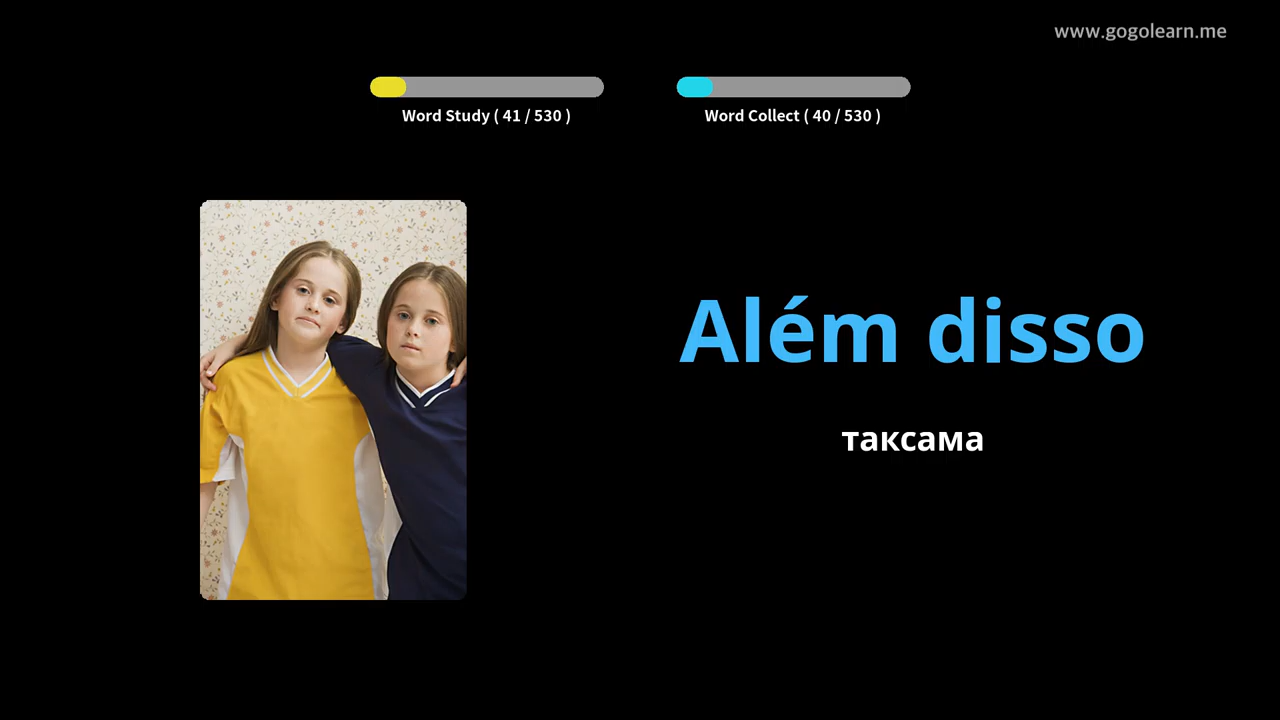 www.gogolearn.me
Word Study ( 41 / 530 )
Word Collect ( 40 / 530 )
Além disso
таксама